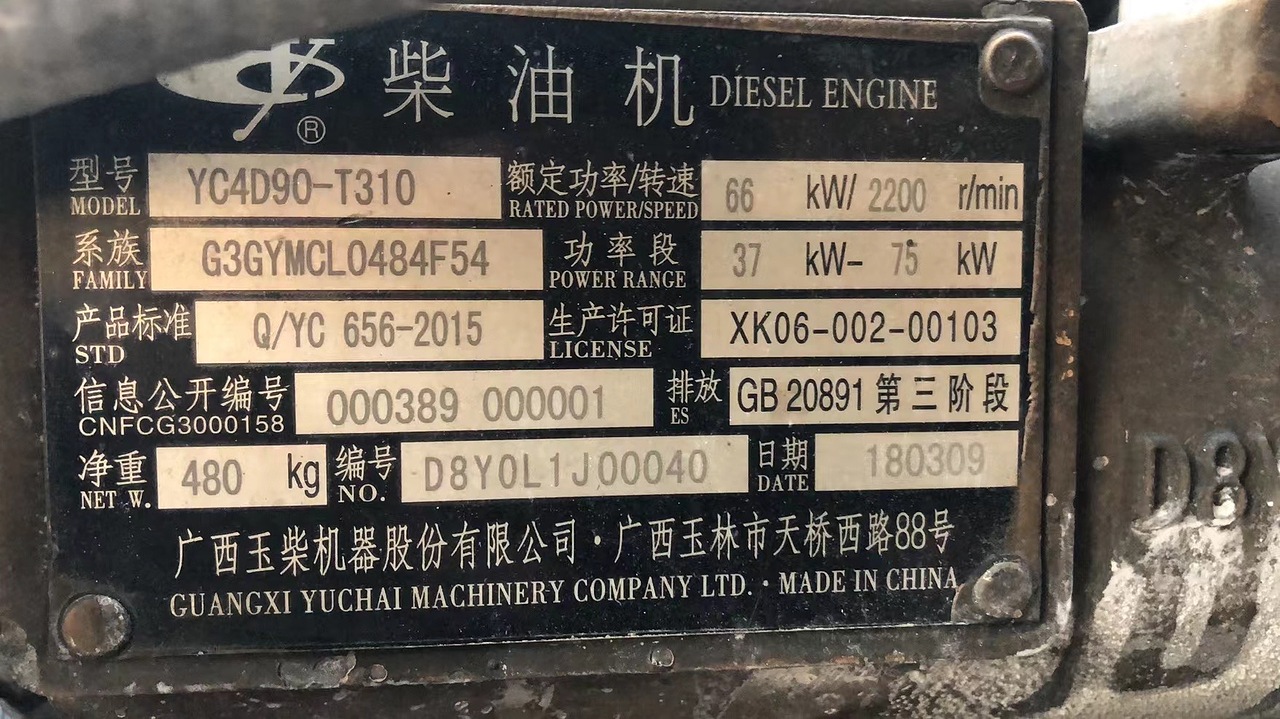 柴油机 DIESEL ENGINE
®
型号 YC4D90-T310 额定功率/转速 66 kW/ 2200 r/min
MODEL RATED POWER/SPEED
系族 G3GYMCL0484F54 功率段 37 kW- 75 kW
FAMILY POWER RANGE
产品标准 Q/YC 656-2015 生产许可证 XK06-002-00103
STD LICENSE
信息公开编号 000389 000001 排放 GB 20891 第三阶段
CNFCG3000158 ES
净重 480 kg 编号 D8Y0L1J00040 日期 180309
NET W. NO. DATE
广西玉柴机器股份有限公司·广西玉林市天桥西路88号
GUANGXI YUCHAI MACHINERY COMPANY LTD. · MADE IN CHINA
D8Y